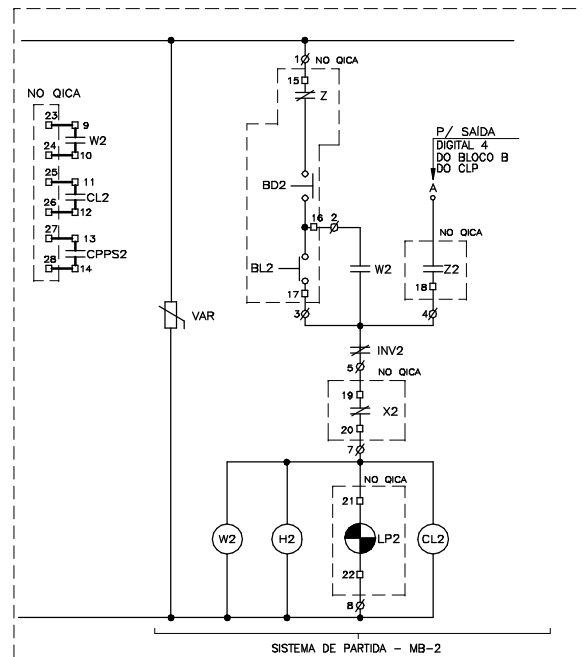 1 NO QICA
15
Z
NO QICA
23 9
W2
24 10
25 11
CL2
26 12
27 13
CPPS2
28 14
P/ SAÍDA
DIGITAL 4
DO BLOCO B
DO CLP
A
BD2
16 2
NO QICA
BL2
W2
Z2
17
18
3
4
VAR
INV2
5
NO QICA
19
X2
20
7
NO QICA
21
W2
H2
LP2
CL2
22
8
SISTEMA DE PARTIDA – MB-2